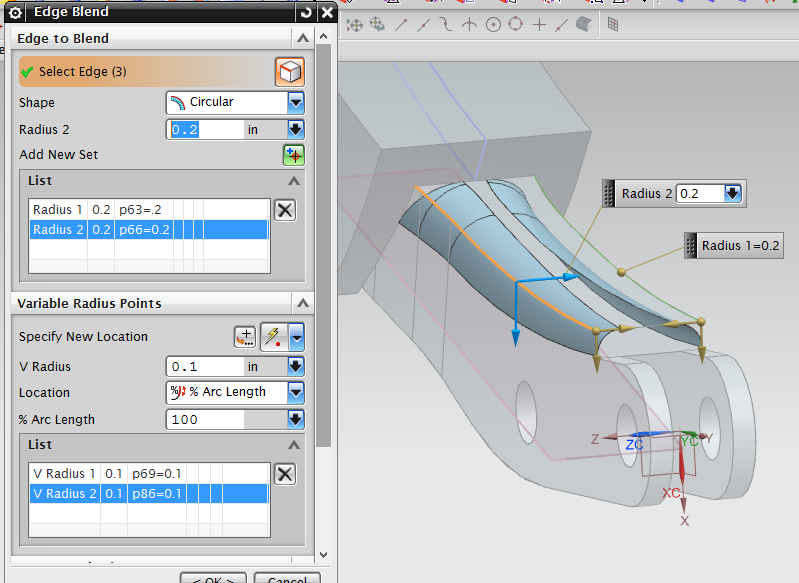 Edge Blend
Edge to Blend
Select Edge (3)
Shape
Circular
Radius 2
0.2
in
Add New Set
List
Radius 1 0.2 p63=.2
Radius 2 0.2 p66=0.2
Variable Radius Points
Specify New Location
V Radius
0.1
in
Location
% Arc Length
% Arc Length
100
List
V Radius 1 0.1 p69=0.1
V Radius 2 0.1 p86=0.1
< OK >
Cancel
Radius 2 0.2
Radius 1=0.2
Z
ZC
YC
Y
XC
X